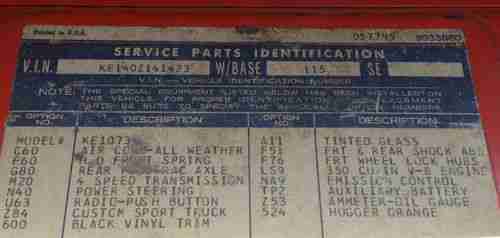 Printed in U.S.A.
SERVICE PARTS IDENTIFICATION
V.I.N. KE140Z141473 W/BASE 115 SE
V.I.N.-VEHICLE IDENTIFICATION NUMBER
NOTE: THE SPECIAL EQUIPMENT LISTED BELOW HAS BEEN INSTALLED ON
THIS VEHICLE. FOR PROPER IDENTIFICATION REPLACEMENT
PARTS BE SURE TO SPECIFY THE
OPTION NO. DESCRIPTION OPTION NO. DESCRIPTION
MODEL# KE1073 A11 TINTED GLASS
C60 AIR COND-ALL WEATHER F51 FRT & REAR SHOCK ABS
F60 H.D FRONT SPRING F76 FRT WHEEL LOCK HUBS
G80 REAR POSITRAC AXLE LS9 350 CU/IN V-8 ENGINE
M20 4 SPEED TRANSMISSION NA9 EMISSION CONTROL
N40 POWER STEERING TP2 AUXILIARY BATTERY
U63 RADIO-PUSH BUTTON Z53 AMMETER-OIL GAUGE
Z84 CUSTOM SPORT TRUCK 524 HUGGER ORANGE
600 BLACK VINYL TRIM